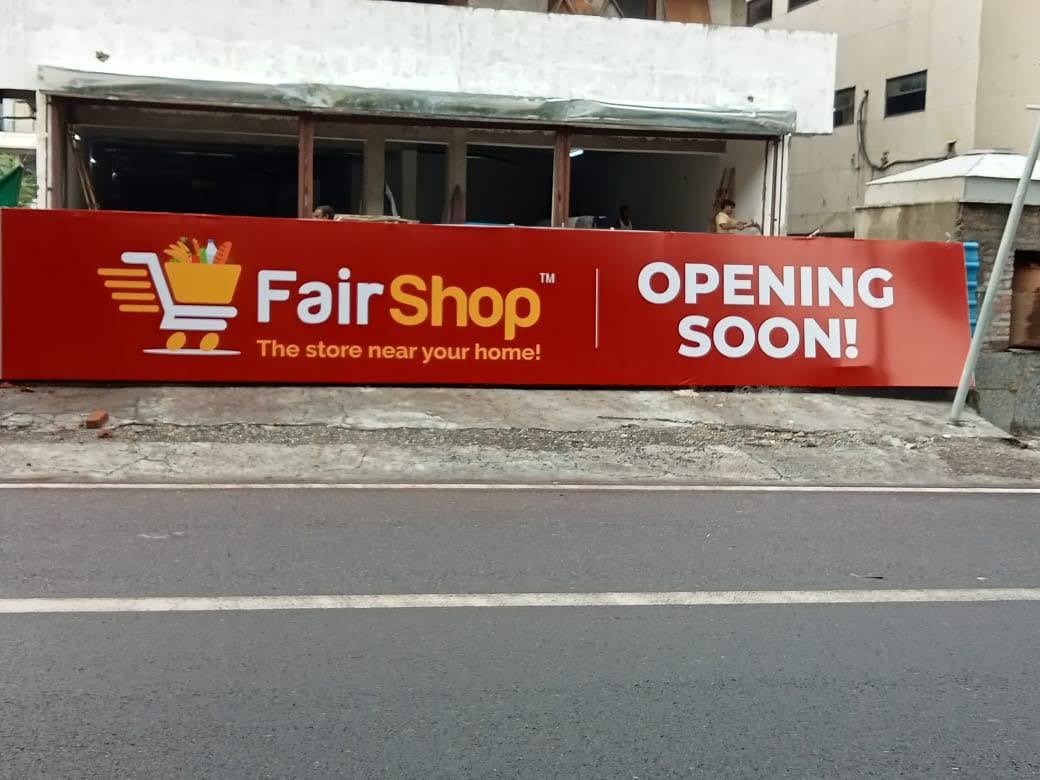 FairShop™
The store near your home!
OPENING
SOON!